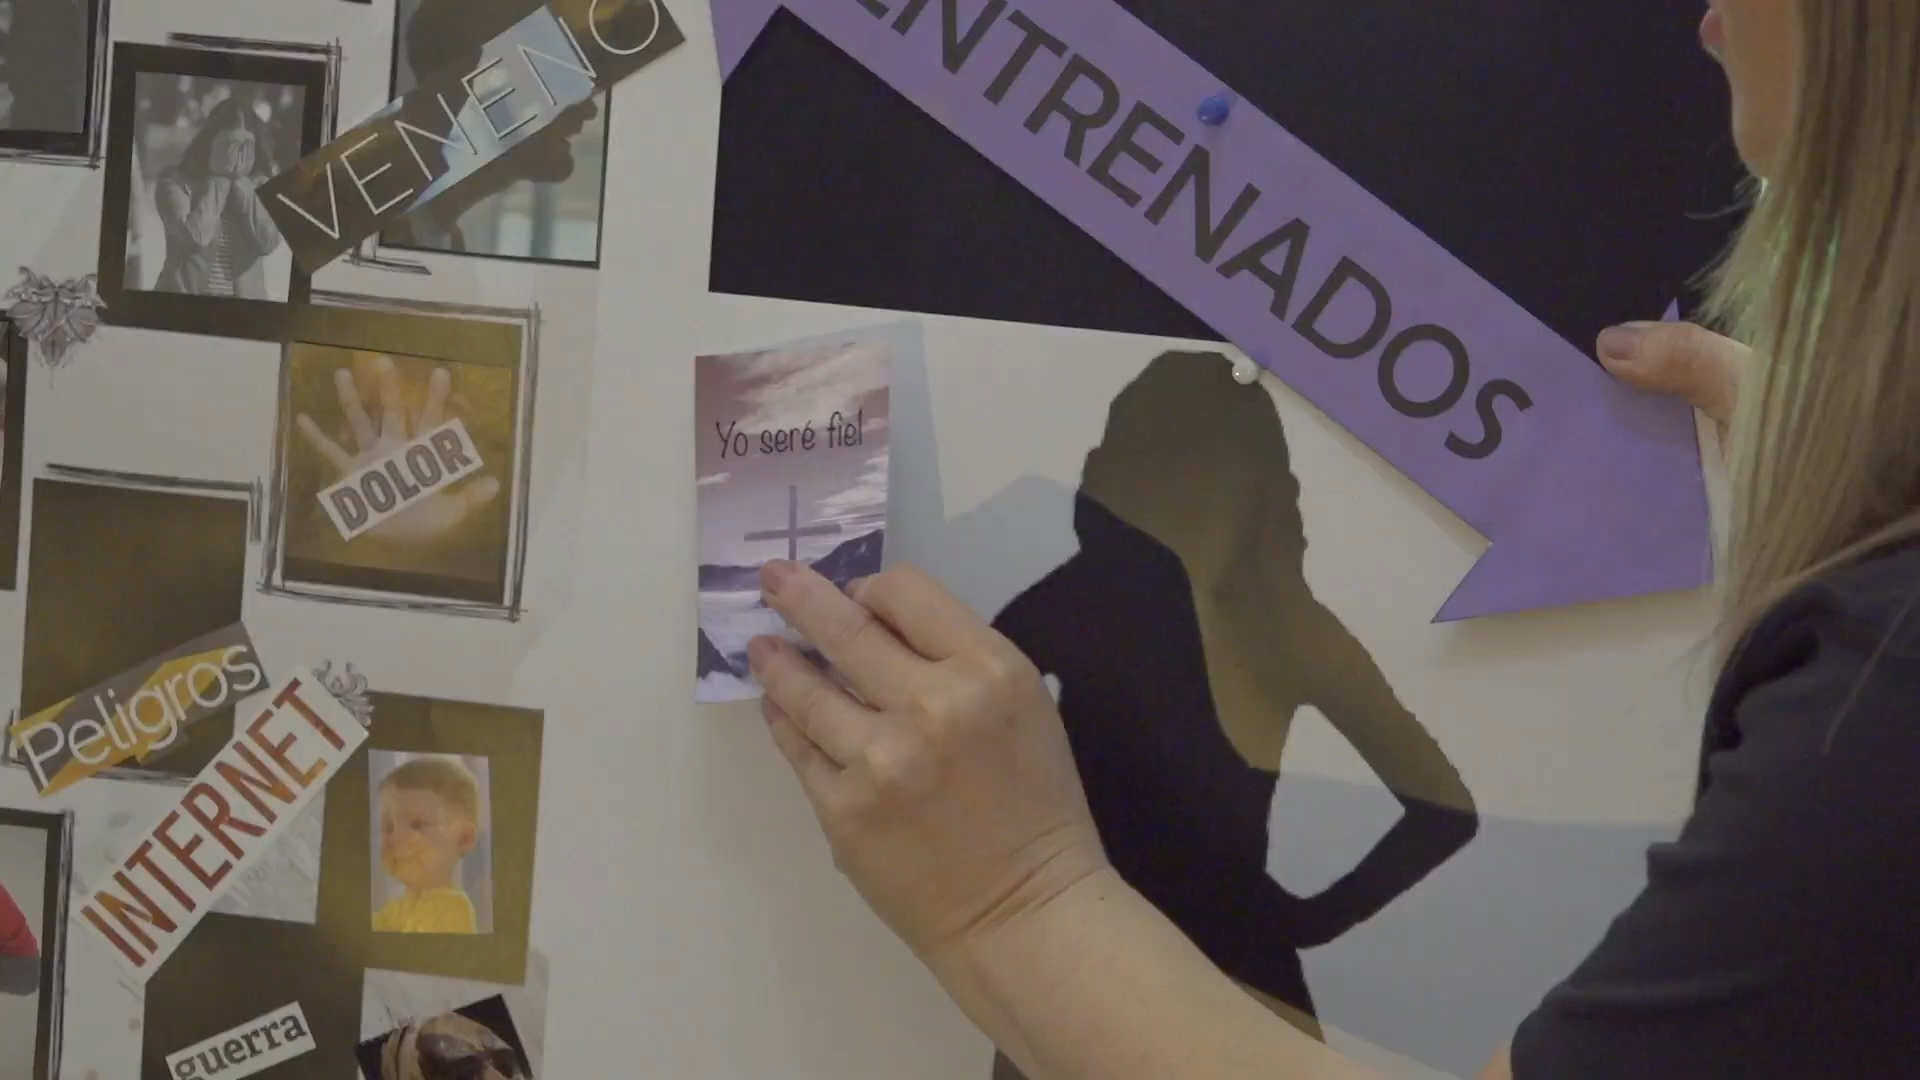 VENENO
ENTRENADOS
Yo seré fiel
DOLOR
Peligros
INTERNET
guerra